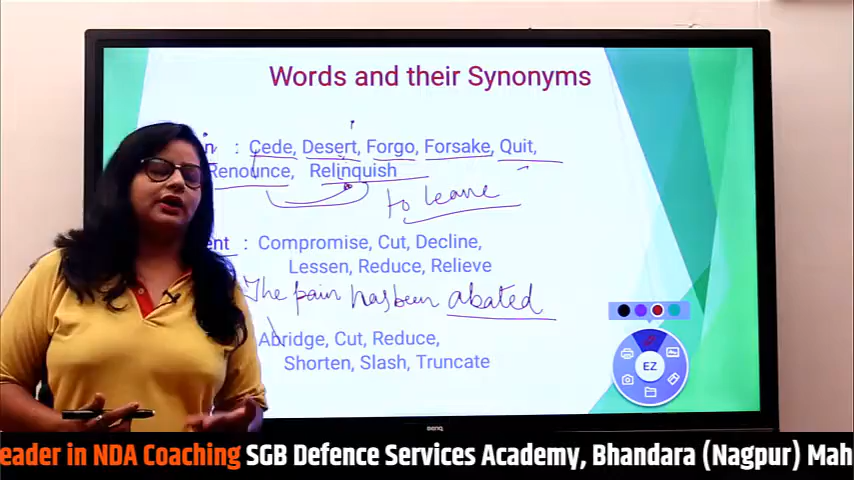 Words and their Synonyms
: Cede, Desert, Forgo, Forsake, Quit,
Renounce, Relinquish
to leave
ent : Compromise, Cut, Decline,
Lessen, Reduce, Relieve
The pain has been abated
Abridge, Cut, Reduce,
Shorten, Slash, Truncate
EZ
BenQ
eader in NDA Coaching SGB Defence Services Academy, Bhandara (Nagpur) Mah